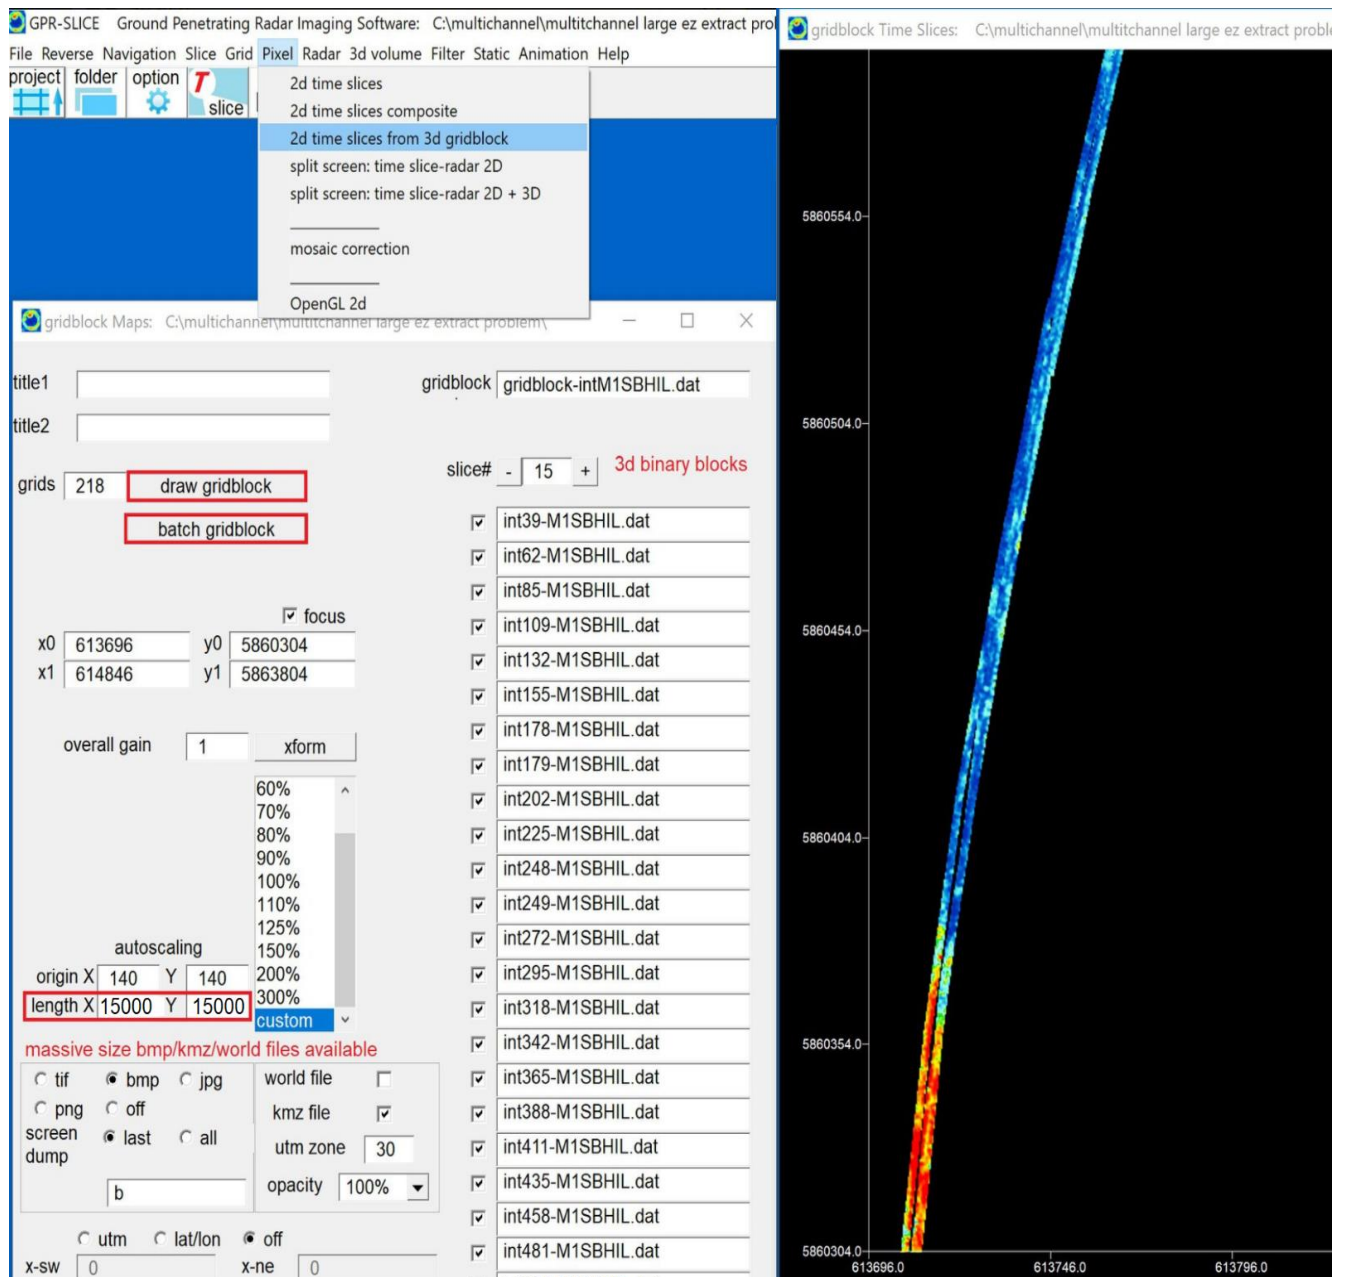 GPR-SLICE Ground Penetrating Radar Imaging Software: C:\multichannel\multitchannel large ez extract prol
File Reverse Navigation Slice Grid Pixel Radar 3d volume Filter Static Animation Help
project folder option T slice
2d time slices
2d time slices composite
2d time slices from 3d gridblock
split screen: time slice-radar 2D
split screen: time slice-radar 2D + 3D
mosaic correction
OpenGL 2d
gridblock Maps: C:\multichannel\multitchannel large ez extract problem\
title1
gridblock gridblock-intM1SBHIL.dat
title2
slice# - 15 + 3d binary blocks
grids 218 draw gridblock
batch gridblock
focus
x0 613696 y0 5860304
x1 614846 y1 5863804
overall gain 1 xform
60%
70%
80%
90%
100%
110%
125%
150%
200%
300%
custom
autoscaling
origin X 140 Y 140
length X 15000 Y 15000
massive size bmp/kmz/world files available
tif bmp jpg
png off
screen dump last all
b
world file
kmz file
utm zone 30
opacity 100%
utm lat/lon off
x-sw 0 x-ne 0
int39-M1SBHIL.dat
int62-M1SBHIL.dat
int85-M1SBHIL.dat
int109-M1SBHIL.dat
int132-M1SBHIL.dat
int155-M1SBHIL.dat
int178-M1SBHIL.dat
int179-M1SBHIL.dat
int202-M1SBHIL.dat
int225-M1SBHIL.dat
int248-M1SBHIL.dat
int249-M1SBHIL.dat
int272-M1SBHIL.dat
int295-M1SBHIL.dat
int318-M1SBHIL.dat
int342-M1SBHIL.dat
int365-M1SBHIL.dat
int388-M1SBHIL.dat
int411-M1SBHIL.dat
int435-M1SBHIL.dat
int458-M1SBHIL.dat
int481-M1SBHIL.dat
gridblock Time Slices: C:\multichannel\multitchannel large ez extract proble
5860554.0
5860504.0
5860454.0
5860404.0
5860354.0
5860304.0
613696.0 613746.0 613796.0